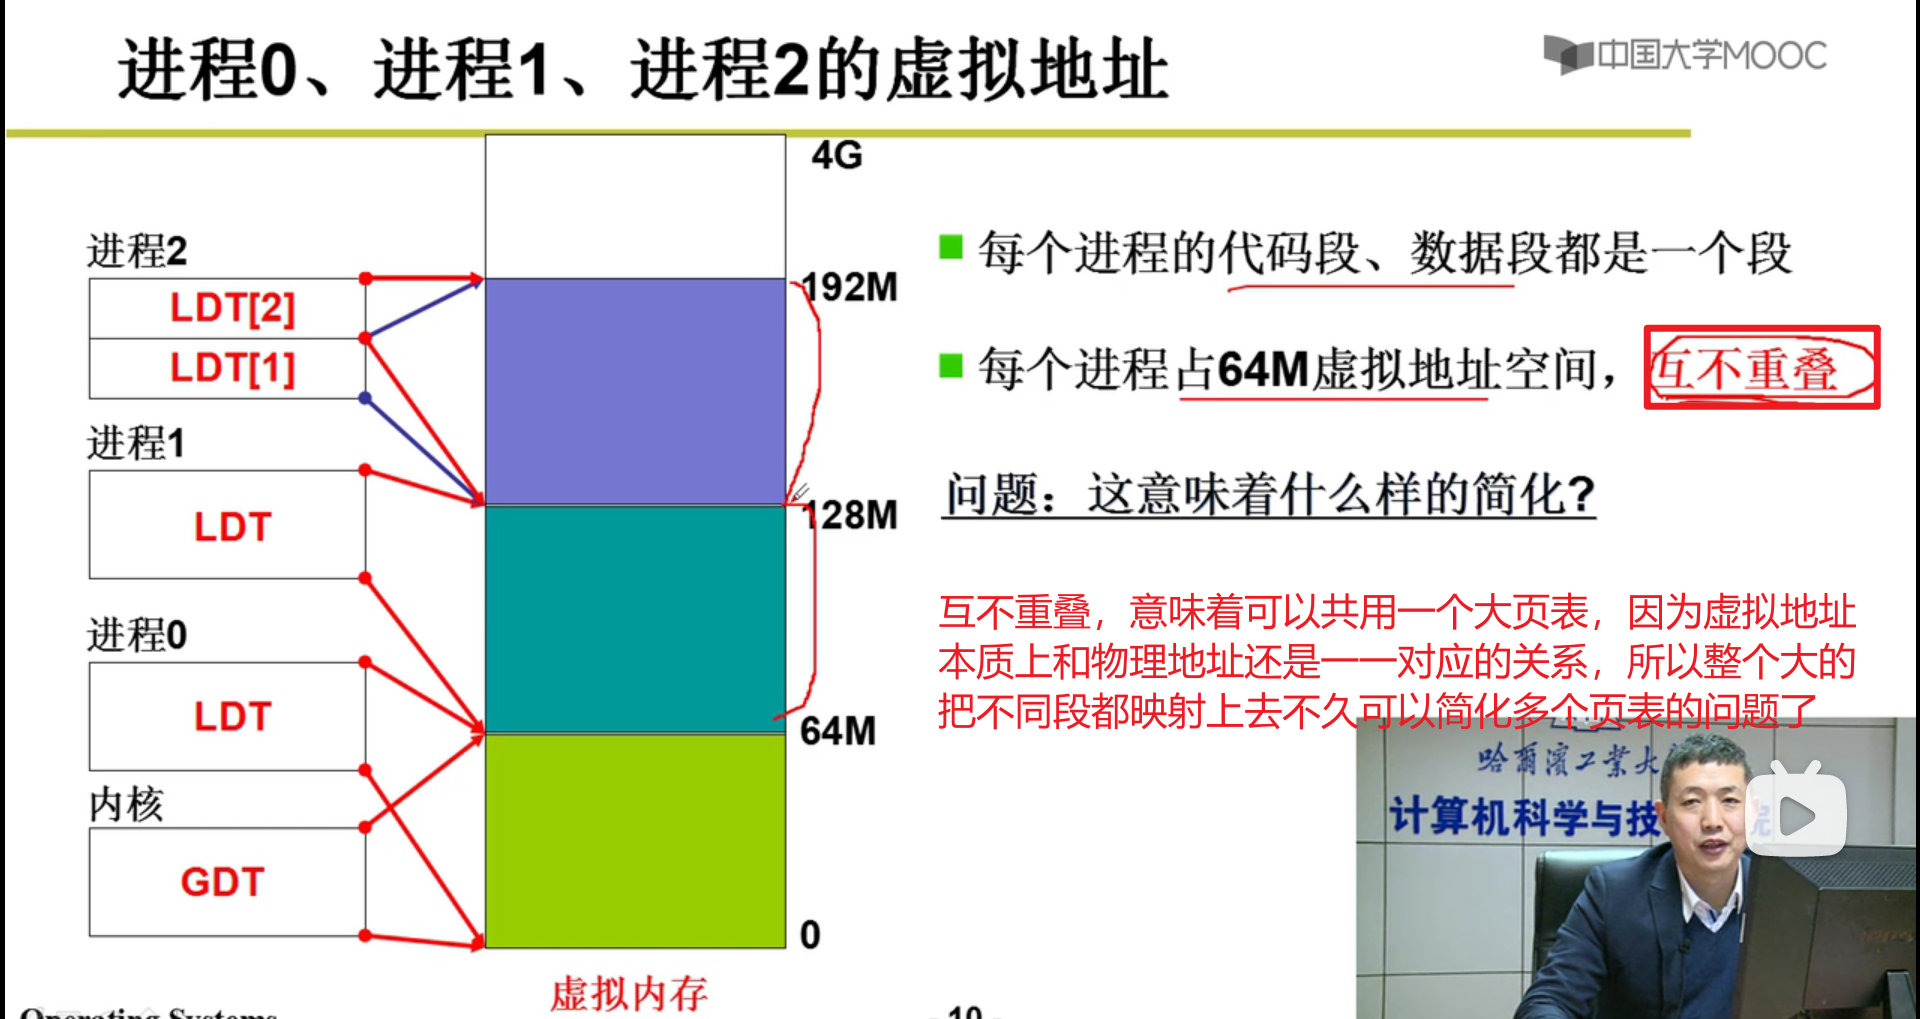 进程0、进程1、进程2的虚拟地址
中国大学MOOC
4G
192M
128M
64M
0
进程2
LDT[2]
LDT[1]
进程1
LDT
进程0
LDT
内核
GDT
虚拟内存
每个进程的代码段、数据段都是一个段
每个进程占64M虚拟地址空间，互不重叠
问题：这意味着什么样的简化?
互不重叠，意味着可以共用一个大页表，因为虚拟地址
本质上和物理地址还是一一对应的关系，所以整个大的
把不同段都映射上去不久可以简化多个页表的问题了
哈爾濱工業大
计算机科学与技 院
Operating Systems
- 10 -